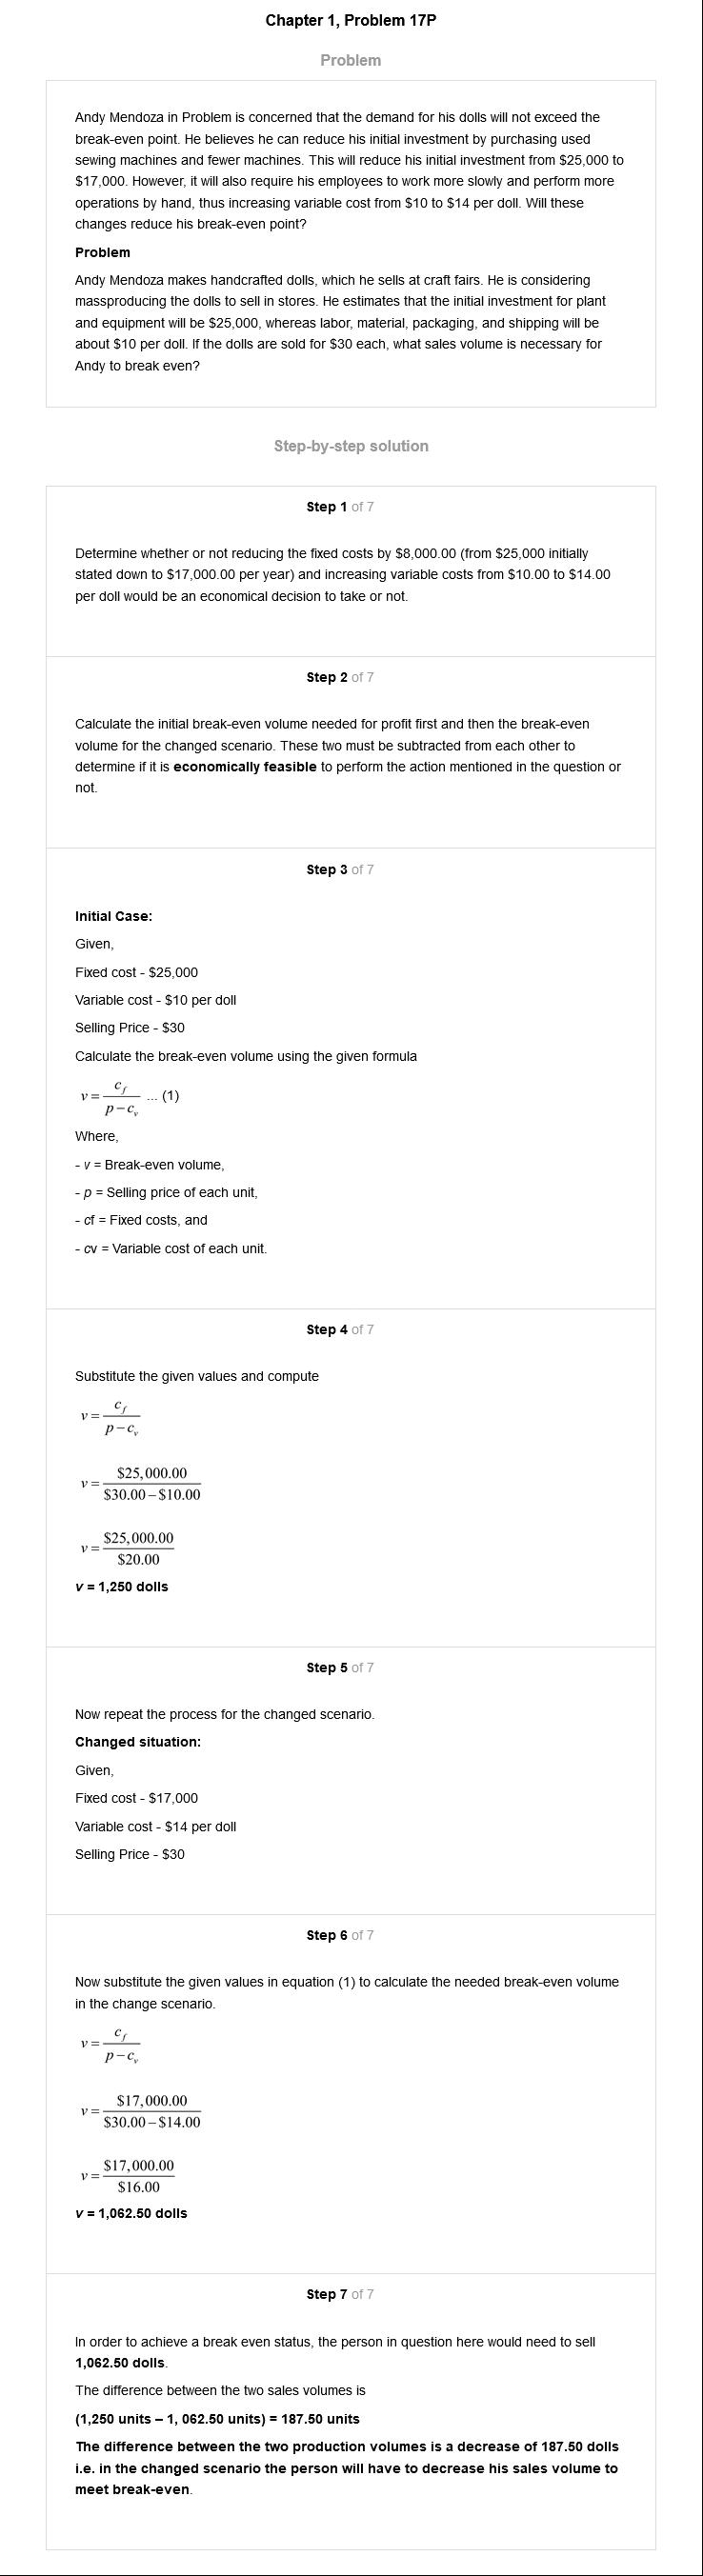 Chapter 1, Problem 17P
Problem
Andy Mendoza in Problem is concerned that the demand for his dolls will not exceed the
break-even point. He believes he can reduce his initial investment by purchasing used
sewing machines and fewer machines. This will reduce his initial investment from $25,000 to
$17,000. However, it will also require his employees to work more slowly and perform more
operations by hand, thus increasing variable cost from $10 to $14 per doll. Will these
changes reduce his break-even point?
Problem
Andy Mendoza makes handcrafted dolls, which he sells at craft fairs. He is considering
massproducing the dolls to sell in stores. He estimates that the initial investment for plant
and equipment will be $25,000, whereas labor, material, packaging, and shipping will be
about $10 per doll. If the dolls are sold for $30 each, what sales volume is necessary for
Andy to break even?
Step-by-step solution
Step 1 of 7
Determine whether or not reducing the fixed costs by $8,000.00 (from $25,000 initially
stated down to $17,000.00 per year) and increasing variable costs from $10.00 to $14.00
per doll would be an economical decision to take or not.
Step 2 of 7
Calculate the initial break-even volume needed for profit first and then the break-even
volume for the changed scenario. These two must be subtracted from each other to
determine if it is economically feasible to perform the action mentioned in the question or
not.
Step 3 of 7
Initial Case:
Given,
Fixed cost - $25,000
Variable cost - $10 per doll
Selling Price - $30
Calculate the break-even volume using the given formula
v = c_f / (p − c_v) ... (1)
Where,
- v = Break-even volume,
- p = Selling price of each unit,
- cf = Fixed costs, and
- cv = Variable cost of each unit.
Step 4 of 7
Substitute the given values and compute
v = c_f / (p − c_v)
v = $25,000.00 / ($30.00 − $10.00)
v = $25,000.00 / $20.00
v = 1,250 dolls
Step 5 of 7
Now repeat the process for the changed scenario.
Changed situation:
Given,
Fixed cost - $17,000
Variable cost - $14 per doll
Selling Price - $30
Step 6 of 7
Now substitute the given values in equation (1) to calculate the needed break-even volume
in the change scenario.
v = c_f / (p − c_v)
v = $17,000.00 / ($30.00 − $14.00)
v = $17,000.00 / $16.00
v = 1,062.50 dolls
Step 7 of 7
In order to achieve a break even status, the person in question here would need to sell
1,062.50 dolls.
The difference between the two sales volumes is
(1,250 units – 1, 062.50 units) = 187.50 units
The difference between the two production volumes is a decrease of 187.50 dolls
i.e. in the changed scenario the person will have to decrease his sales volume to
meet break-even.